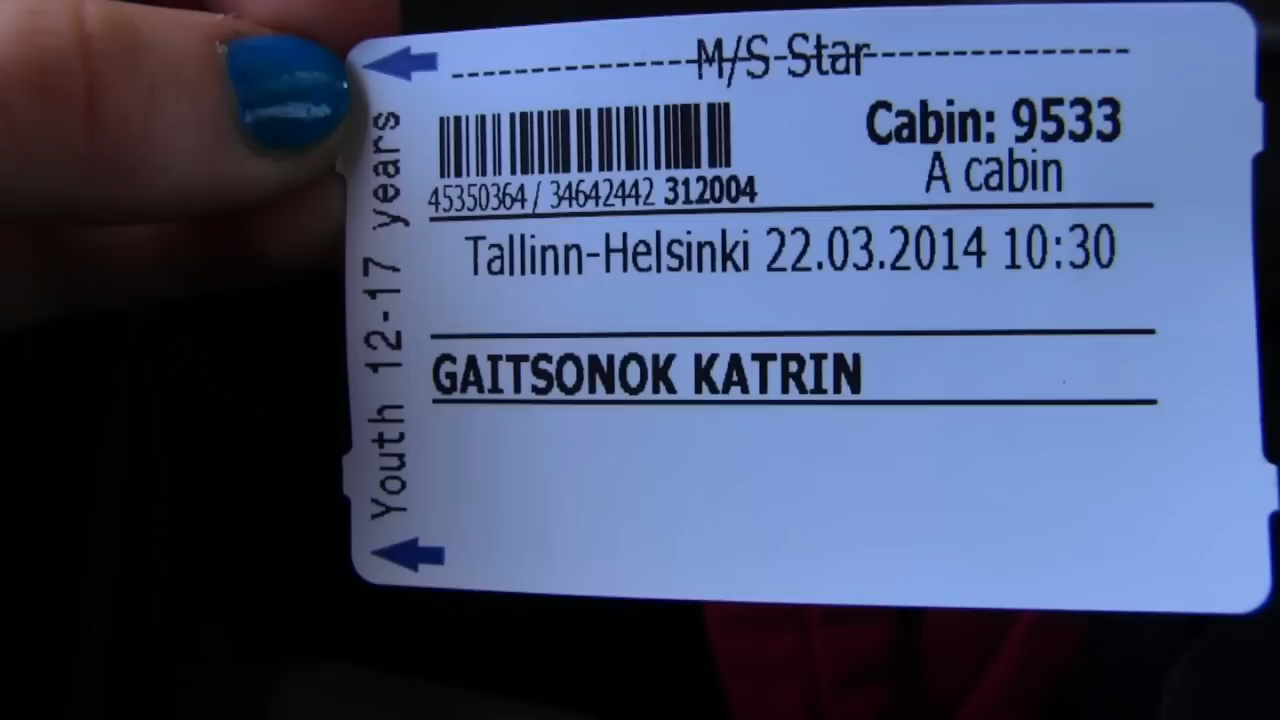 M/S Star
Cabin: 9533
A cabin
45350364 / 34642442 312004
Tallinn-Helsinki 22.03.2014 10:30
GAITSONOK KATRIN
Youth 12-17 years